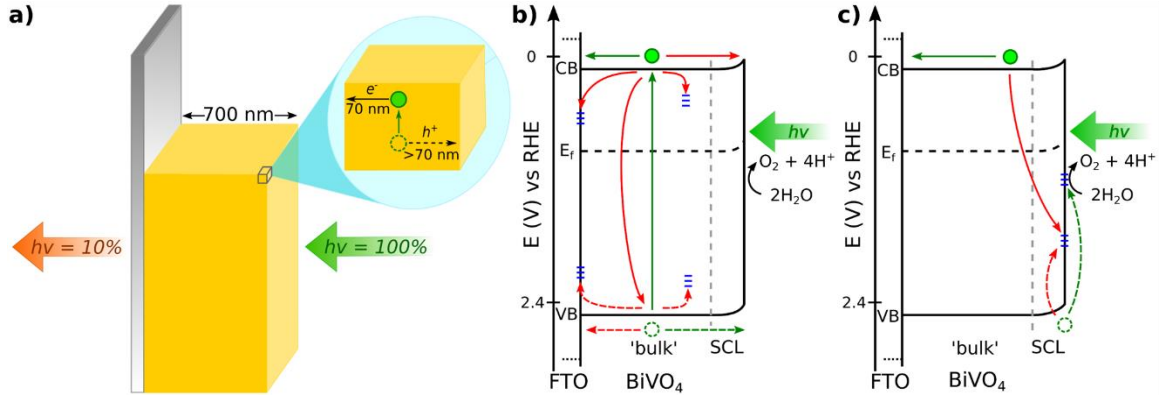 a)
700 nm
e-
70 nm
h+
>70 nm
hv = 10%
hv = 100%
b)
E (V) vs RHE
0
CB
Ef
2.4
VB
hv
O2 + 4H+
2H2O
'bulk'
SCL
FTO
BiVO4
c)
E (V) vs RHE
0
CB
Ef
2.4
VB
hv
O2 + 4H+
2H2O
'bulk'
SCL
FTO
BiVO4